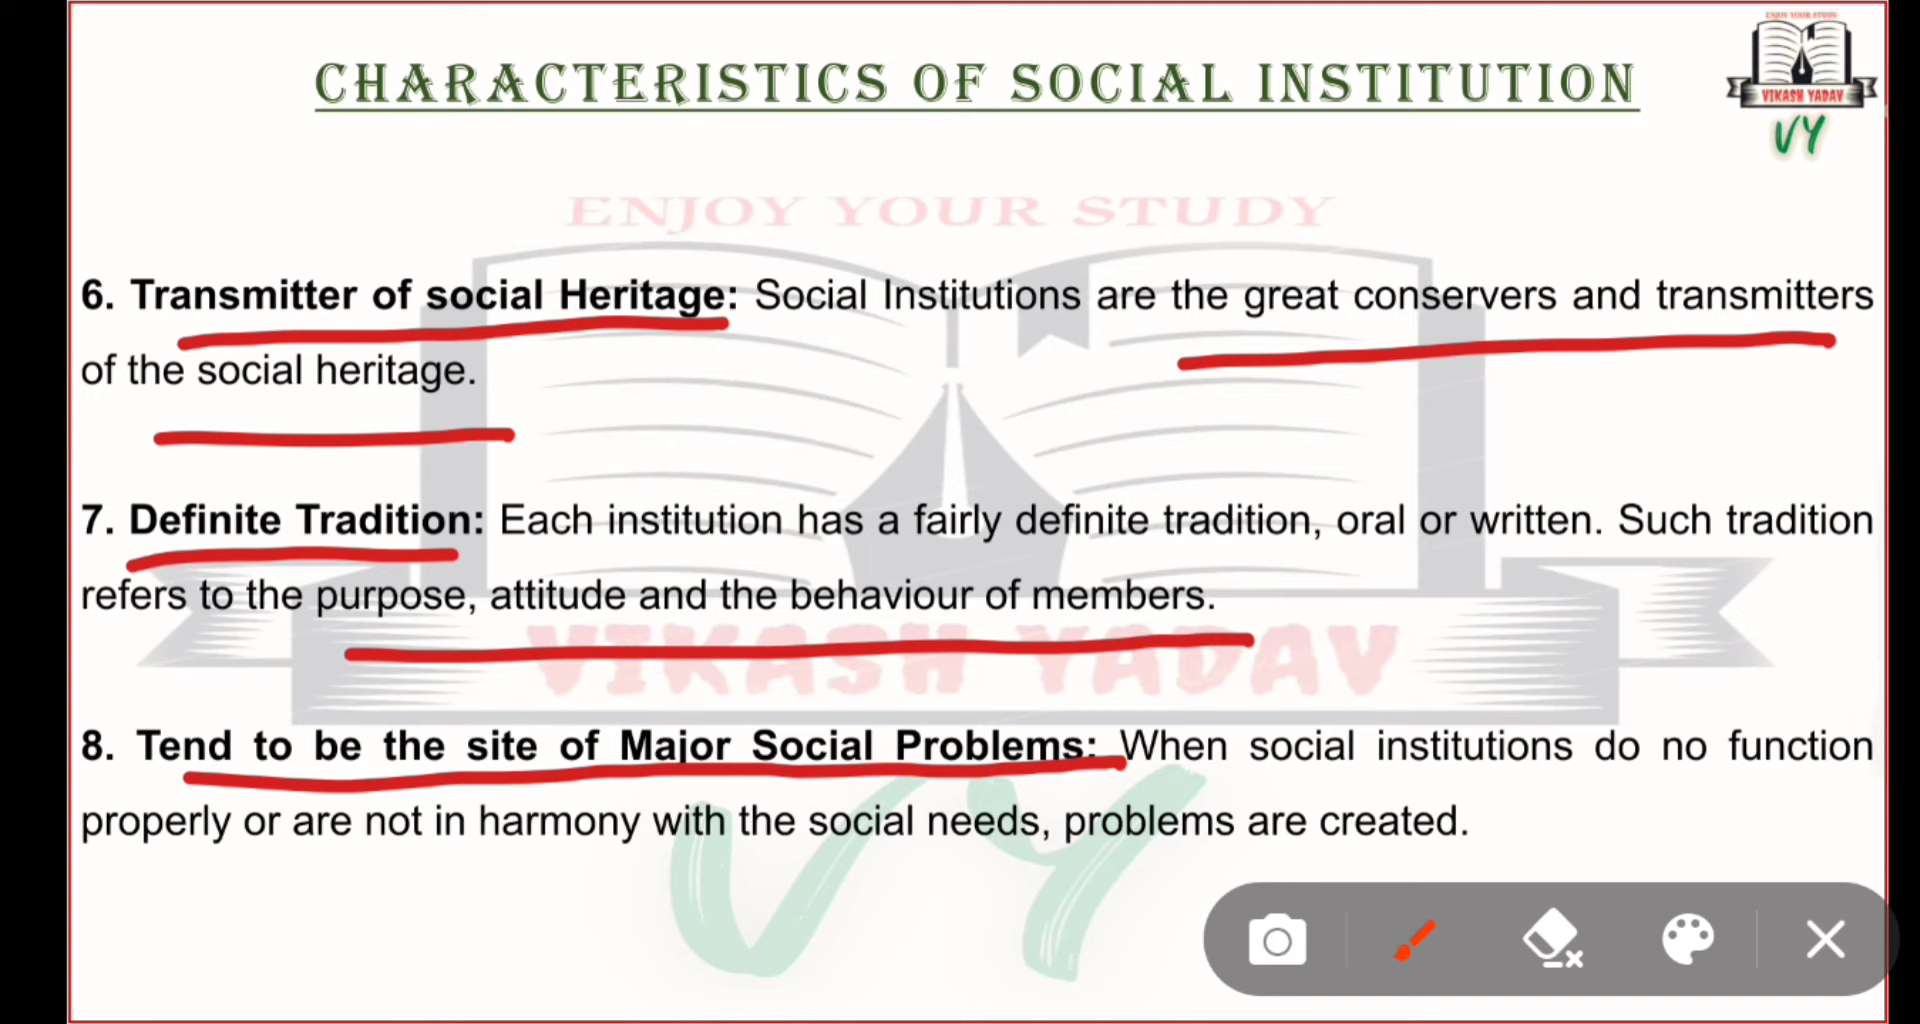 CHARACTERISTICS OF SOCIAL INSTITUTION
ENJOY YOUR STUDY
VIKASH YADAV
VY
ENJOY YOUR STUDY
6. Transmitter of social Heritage: Social Institutions are the great conservers and transmitters
of the social heritage.
7. Definite Tradition: Each institution has a fairly definite tradition, oral or written. Such tradition
refers to the purpose, attitude and the behaviour of members.
VIKASH YADAV
8. Tend to be the site of Major Social Problems: When social institutions do no function
properly or are not in harmony with the social needs, problems are created.
VY